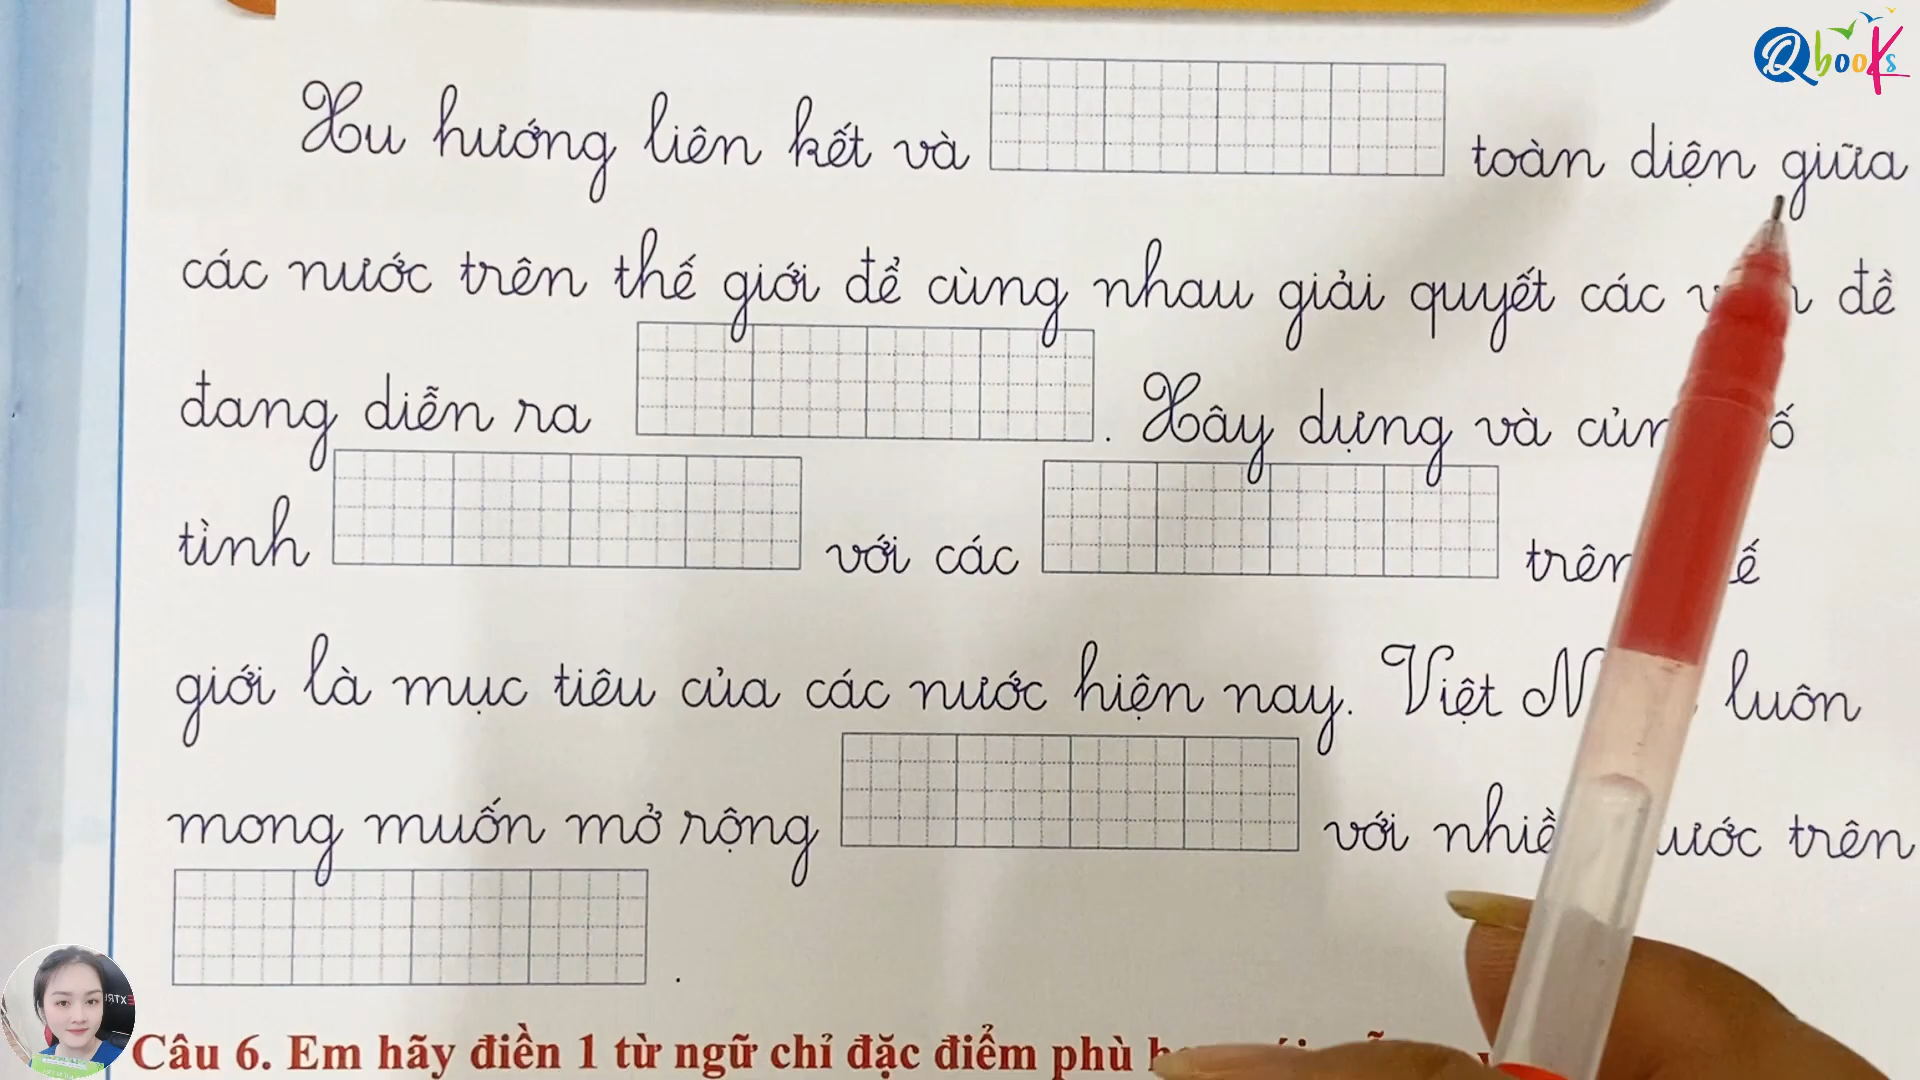 Qbooks
Xu hướng liên kết và toàn diện giữa
các nước trên thế giới để cùng nhau giải quyết các đề
đang diễn ra . Xây dựng và
tình với các trên
giới là mục tiêu của các nước hiện nay. Việt luôn
mong muốn mở rộng với trên
.
Câu 6. Em hãy điền 1 từ ngữ chỉ đặc điểm phù